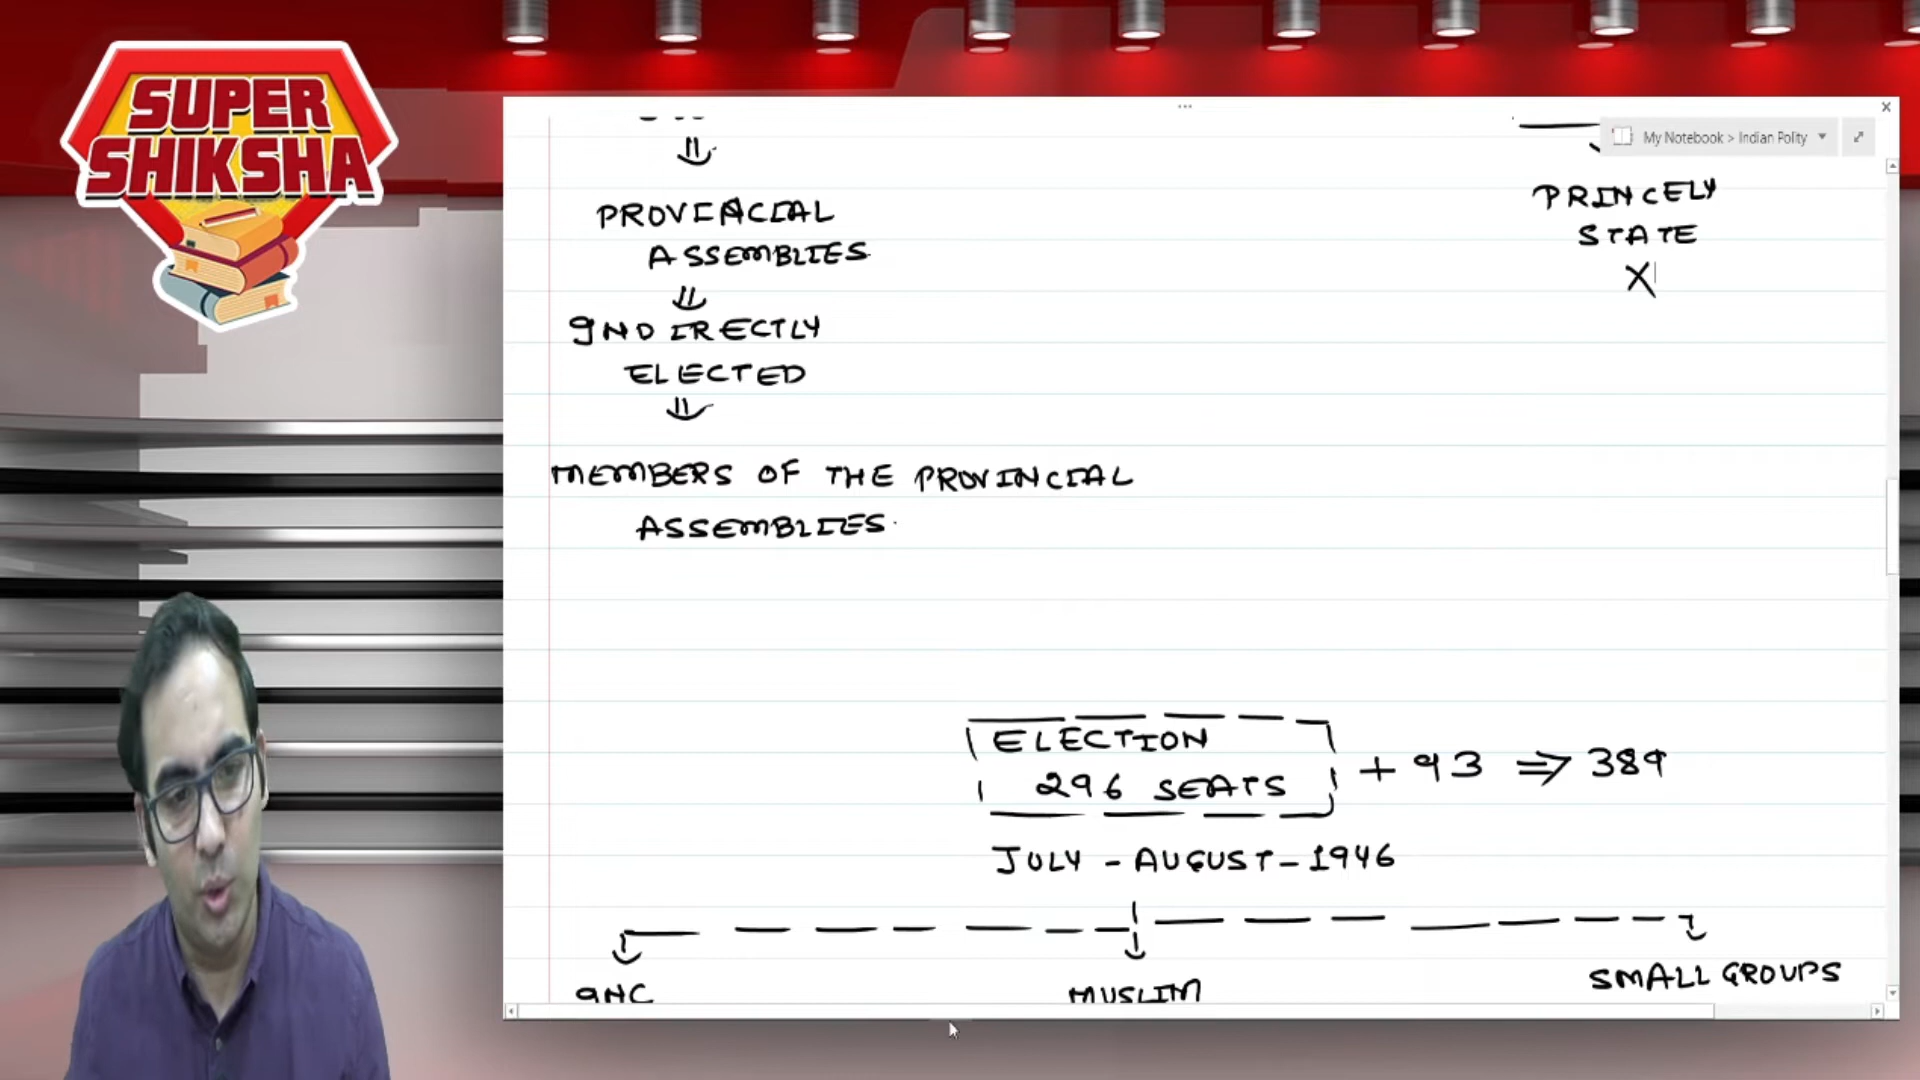 SUPER
SHIKSHA
My Notebook > Indian Polity
PROVINCIAL
ASSEMBLIES
INDIRECTLY
ELECTED
MEMBERS OF THE PROVINCIAL
ASSEMBLIES.
PRINCELY
STATE
X
ELECTION
296 SEATS
+ 93 ⇒ 389
JULY - AUGUST - 1946
INC
MUSLIM
SMALL GROUPS